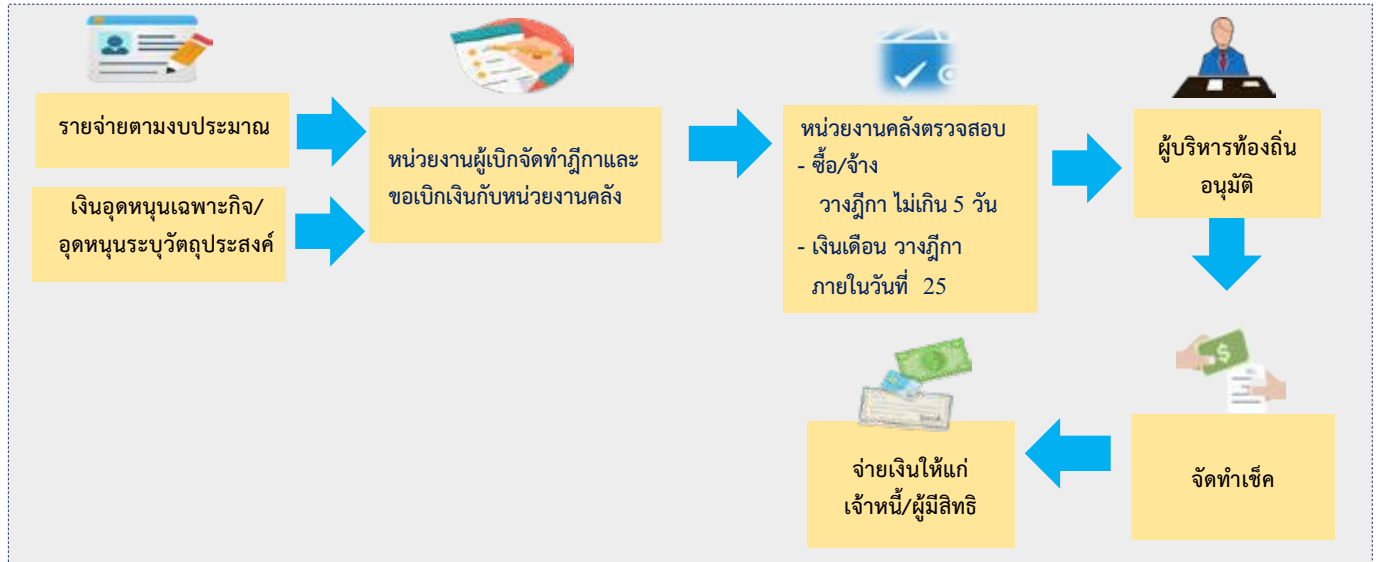 รายจ่ายตามงบประมาณ
เงินอุดหนุนเฉพาะกิจ/
อุดหนุนระบุวัตถุประสงค์
หน่วยงานผู้เบิกจัดทำฎีกาและ
ขอเบิกเงินกับหน่วยงานคลัง
หน่วยงานคลังตรวจสอบ
- ซื้อ/จ้าง
วางฎีกา ไม่เกิน 5 วัน
- เงินเดือน วางฎีกา
ภายในวันที่ 25
ผู้บริหารท้องถิ่น
อนุมัติ
จัดทำเช็ค
จ่ายเงินให้แก่
เจ้าหนี้/ผู้มีสิทธิ